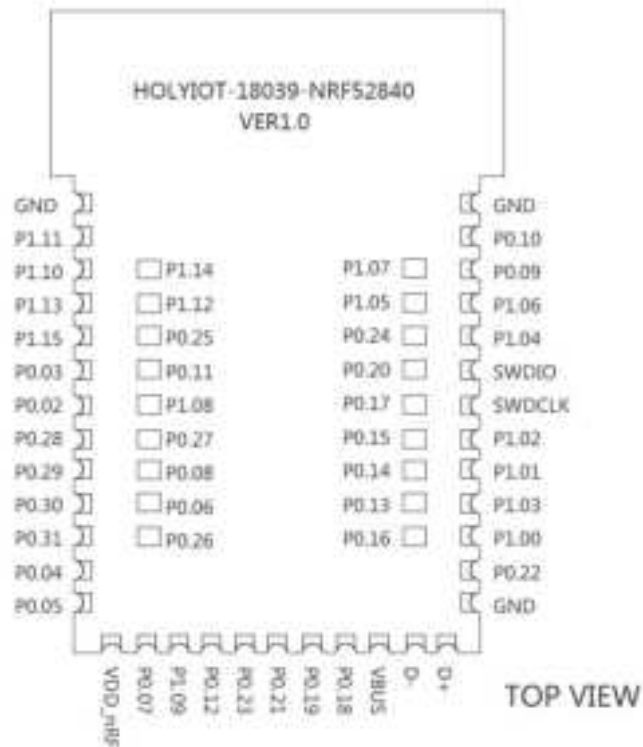 HOLYIOT-18039-NRF52840
VER1.0
GND GND
P1.11 P0.10
P1.10 P1.14 P1.07 P0.09
P1.13 P1.12 P1.05 P1.06
P1.15 P0.25 P0.24 P1.04
P0.03 P0.11 P0.20 SWDIO
P0.02 P1.08 P0.17 SWDCLK
P0.28 P0.27 P0.15 P1.02
P0.29 P0.08 P0.14 P1.01
P0.30 P0.06 P0.13 P1.03
P0.31 P0.26 P0.16 P1.00
P0.04 P0.22
P0.05 GND
VDD_nRF
P0.07
P1.09
P0.12
P0.23
P0.21
P0.19
P0.18
VBUS
D-
D+
TOP VIEW